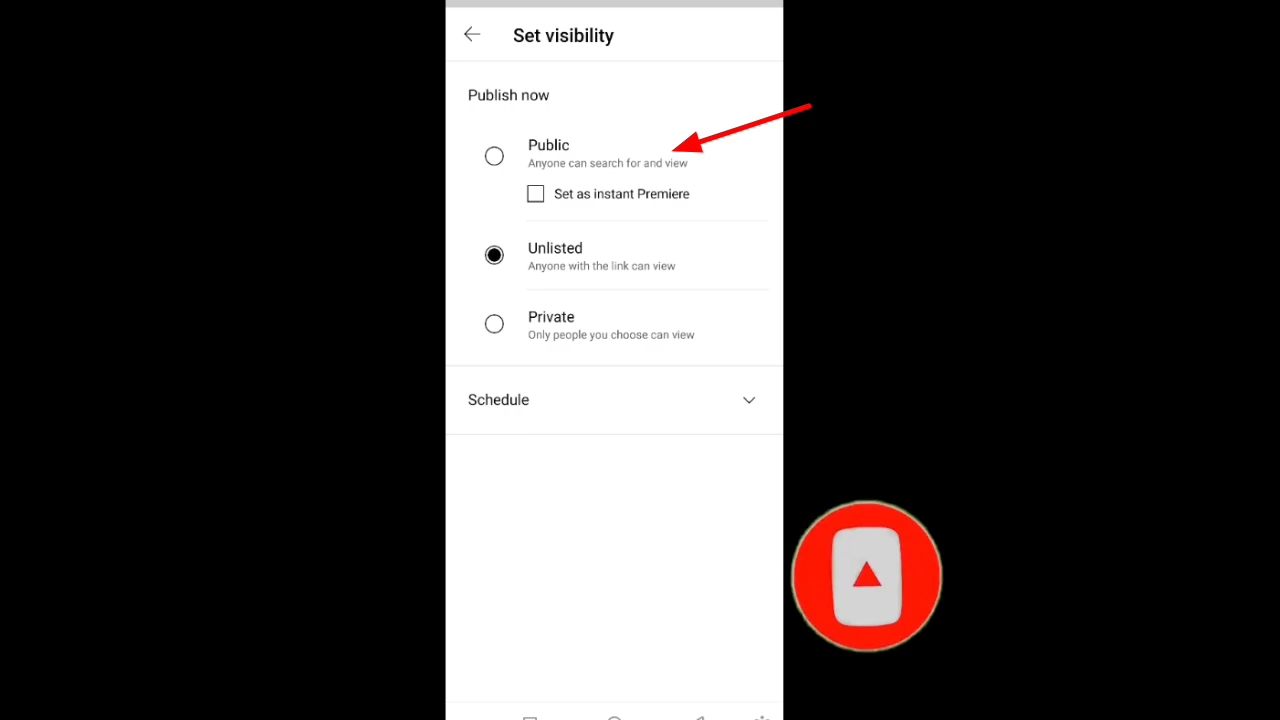 Set visibility
Publish now
Public
Anyone can search for and view
Set as instant Premiere
Unlisted
Anyone with the link can view
Private
Only people you choose can view
Schedule